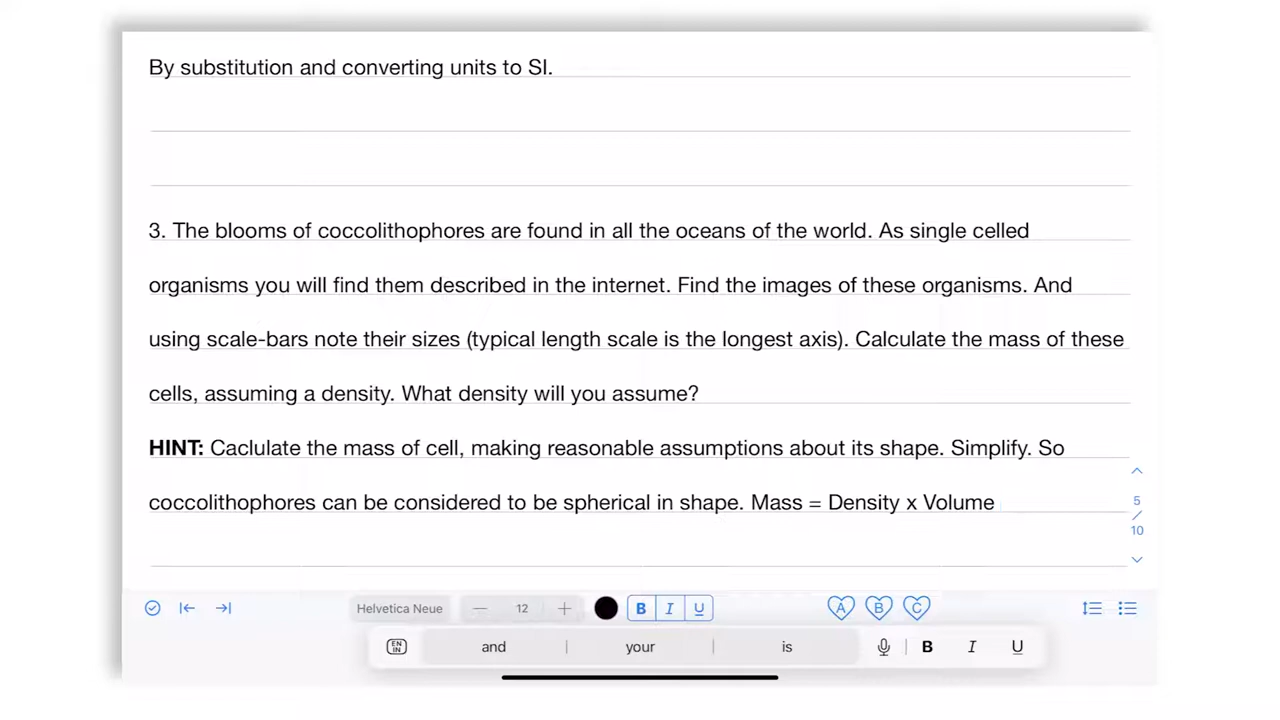 By substitution and converting units to SI.
3. The blooms of coccolithophores are found in all the oceans of the world. As single celled
organisms you will find them described in the internet. Find the images of these organisms. And
using scale-bars note their sizes (typical length scale is the longest axis). Calculate the mass of these
cells, assuming a density. What density will you assume?
HINT: Caclulate the mass of cell, making reasonable assumptions about its shape. Simplify. So
coccolithophores can be considered to be spherical in shape. Mass = Density x Volume
5
/
10
Helvetica Neue — 12 + B I U A B C
EN IN and your is B I U